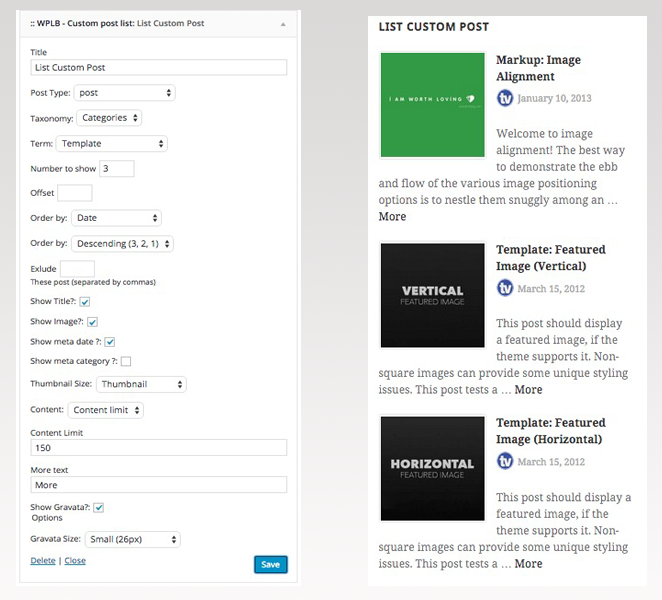 :: WPLB - Custom post list: List Custom Post
Title
List Custom Post
Post Type: post
Taxonomy: Categories
Term: Template
Number to show 3
Offset
Order by: Date
Order by: Descending (3, 2, 1)
Exlude
These post (separated by commas)
Show Title?:
Show Image?:
Show meta date ?:
Show meta category ?:
Thumbnail Size: Thumbnail
Content: Content limit
Content Limit
150
More text
More
Show Gravata?:
Options
Gravata Size: Small (26px)
Delete | Close
Save
LIST CUSTOM POST
I AM WORTH LOVING
Markup: Image
Alignment
tv January 10, 2013
Welcome to image
alignment! The best way
to demonstrate the ebb
and flow of the various image positioning
options is to nestle them snuggly among an …
More
VERTICAL
FEATURED IMAGE
Template: Featured
Image (Vertical)
tv March 15, 2012
This post should display
a featured image, if the
theme supports it. Non-
square images can provide some unique styling
issues. This post tests a … More
HORIZONTAL
FEATURED IMAGE
Template: Featured
Image (Horizontal)
tv March 15, 2012
This post should display a
featured image, if the
theme supports it. Non-
square images can provide some unique styling
issues. This post tests a … More